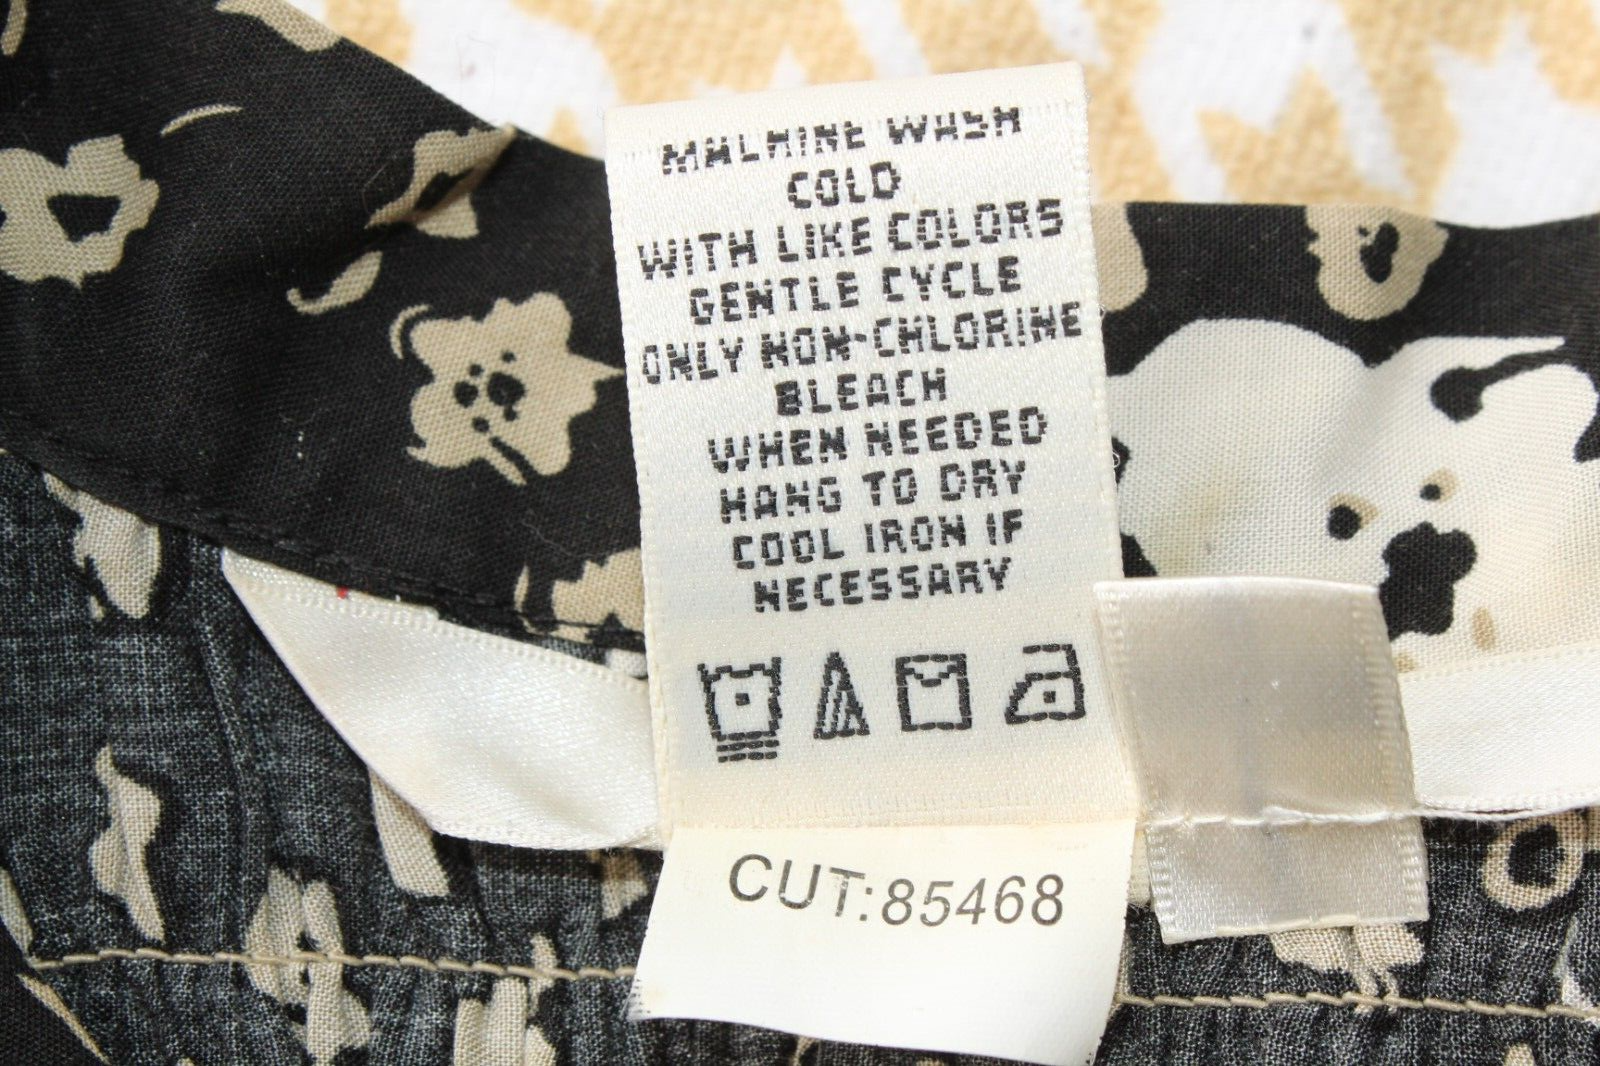 MACHINE WASH
COLD
WITH LIKE COLORS
GENTLE CYCLE
ONLY NON-CHLORINE
BLEACH
WHEN NEEDED
HANG TO DRY
COOL IRON IF
NECESSARY
CUT:85468